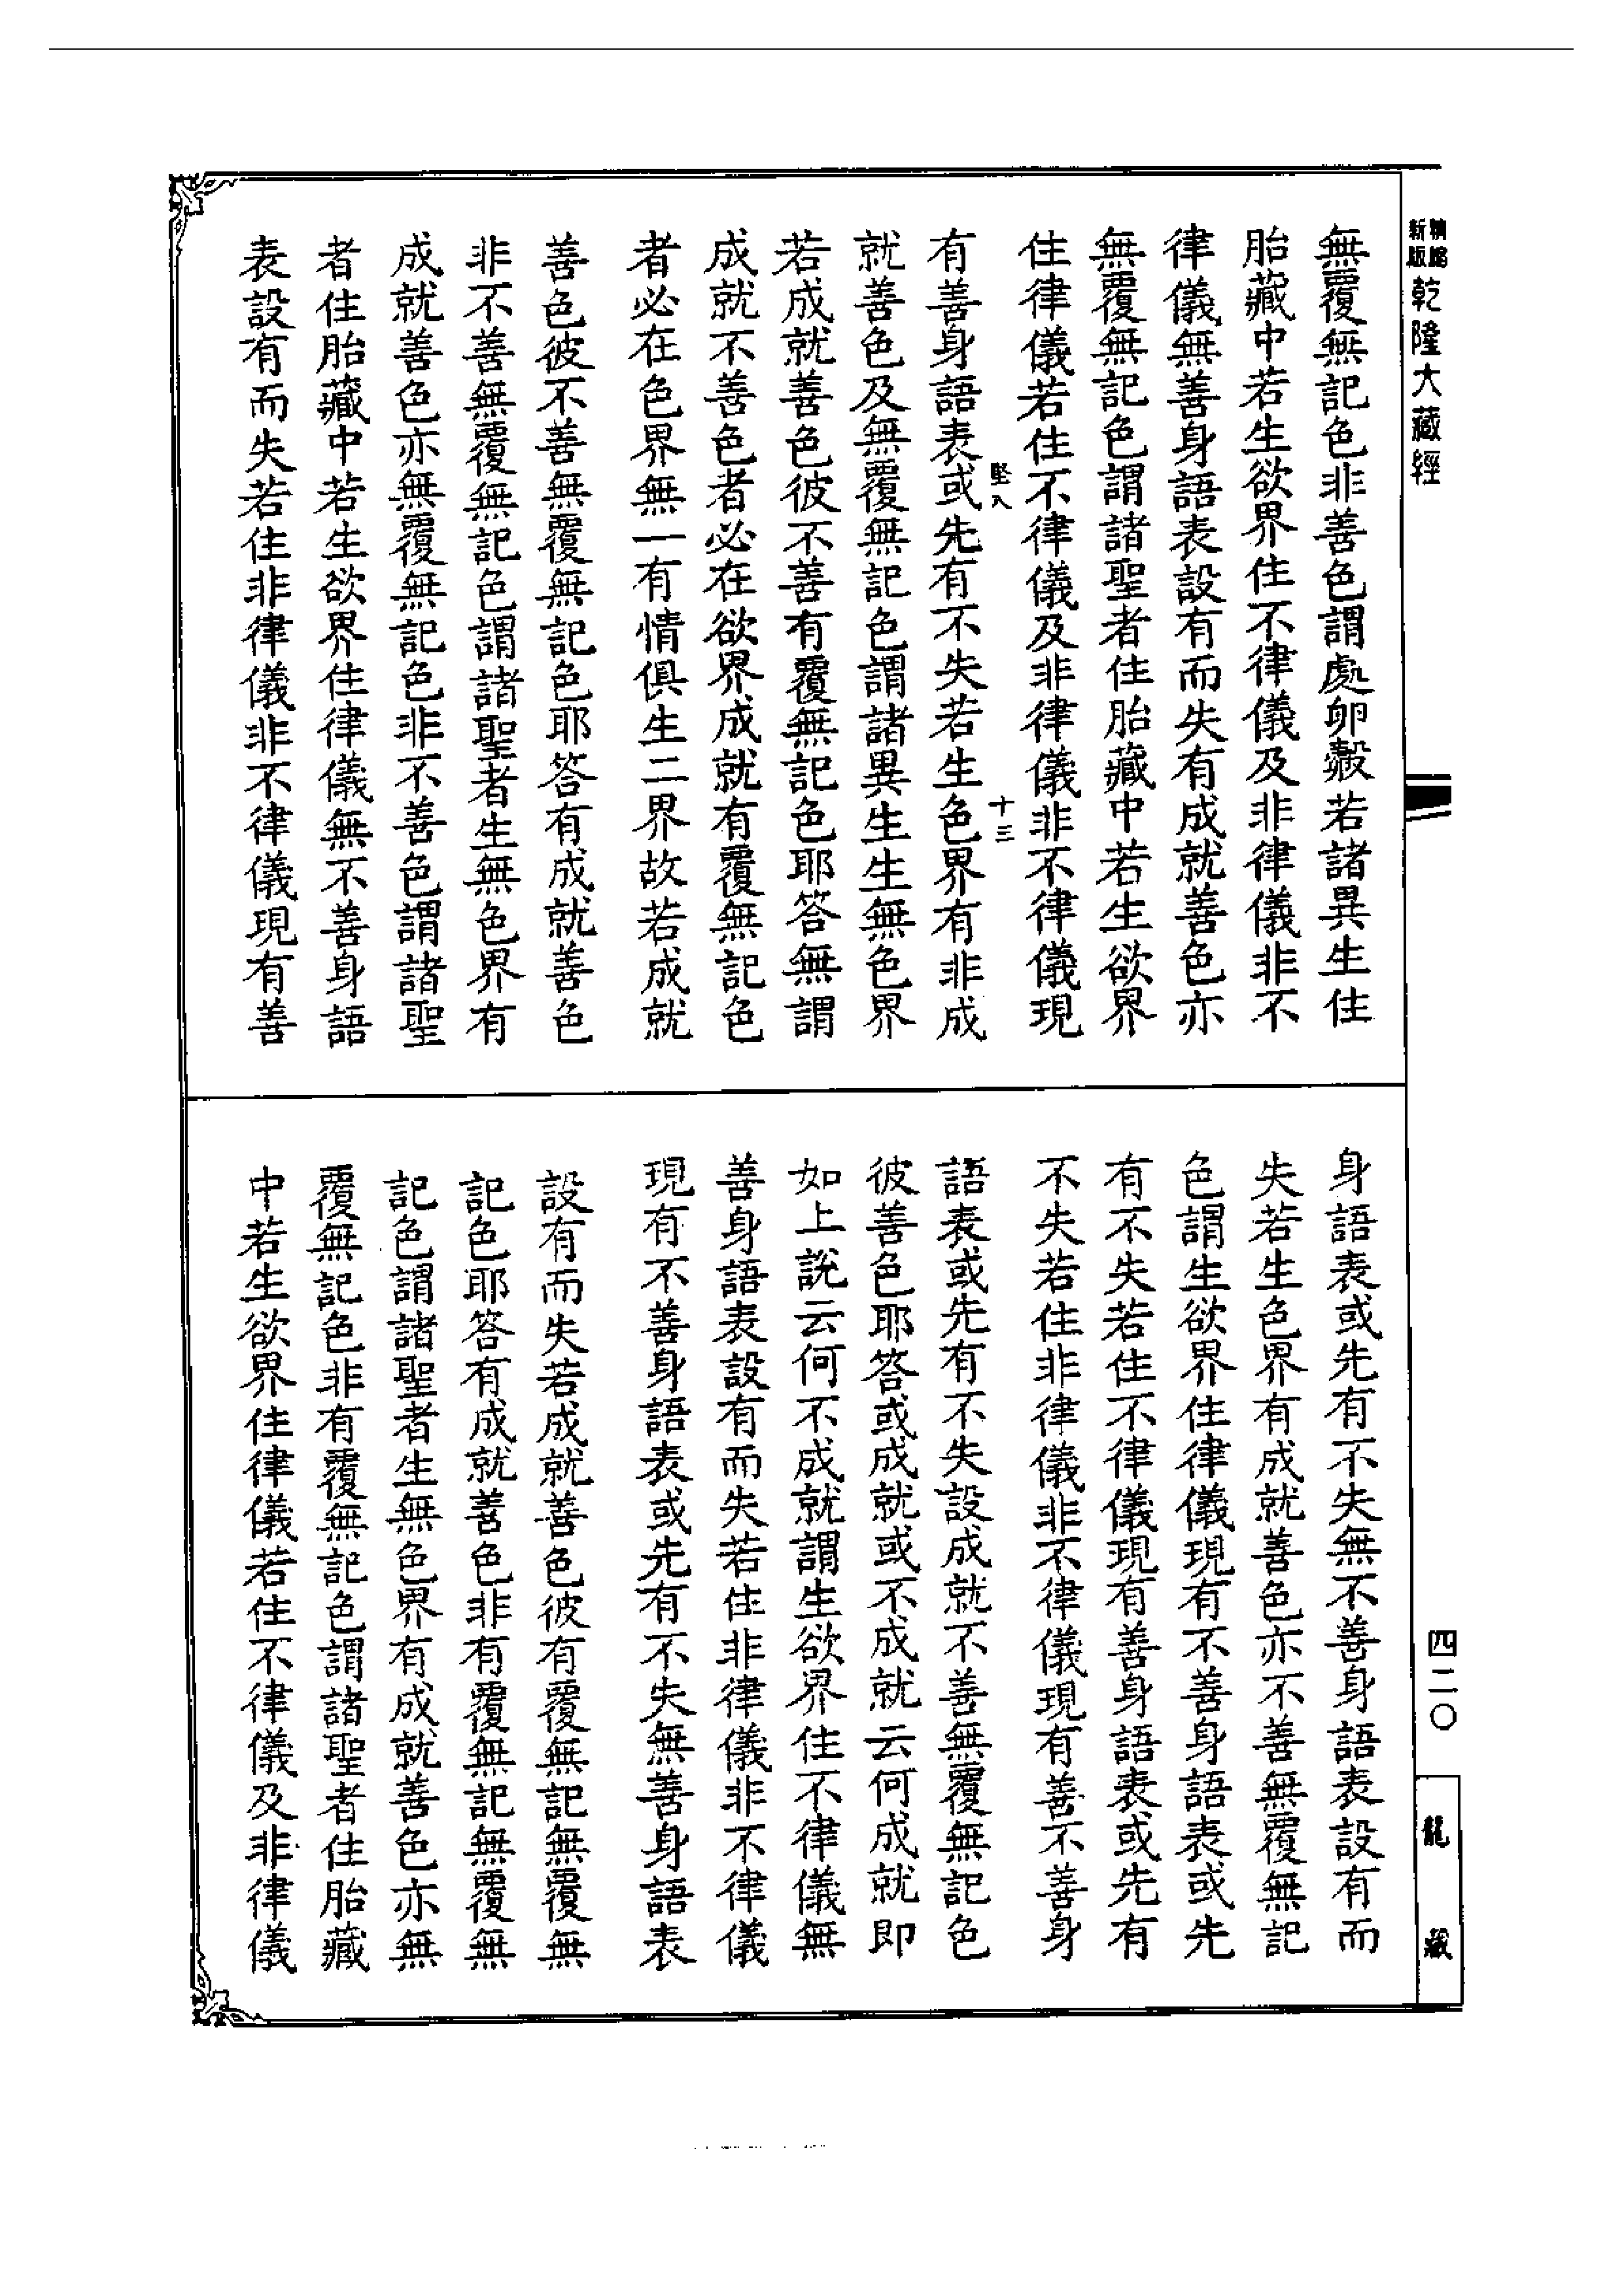 乾隆大藏經
無覆無記色非善色謂處卵㲉若諸異生住
胎藏中若生欲界住不律儀及非律儀非不
律儀無善身語表設有而失有成就善色亦
無覆無記色謂諸聖者住胎藏中若生欲界
住律儀若住不律儀及非律儀非不律儀現
有善身語表或先有不失若生色界有非成
就善色及無覆無記色謂諸異生生無色界
若成就善色彼不善有覆無記色耶答無謂
成就不善色者必在欲界成就有覆無記色
者必在色界無一有情俱生二界故若成就
善色彼不善無覆無記色耶答有成就善色
非不善無覆無記色謂諸聖者生無色界有
成就善色亦無覆無記色非不善色謂諸聖
者住胎藏中若生欲界住律儀無不善身語
表設有而失若住非律儀非不律儀現有善
十三
身語表或先有不失無不善身語表設有而
失若生色界有成就善色亦不善無覆無記
色謂生欲界住律儀現有不善身語表或先
有不失若住不律儀現有善身語表或先有
不失若住非律儀非不律儀現有善不善身
語表或先有不失設成就不善無覆無記色
彼善色耶答或成就或不成就云何成就即
如上說云何不成就謂生欲界住不律儀無
善身語表設有而失若住非律儀非不律儀
現有不善身語表或先有不失無善身語表
設有而失若成就善色彼有覆無記無覆無
記色耶答有成就善色非有覆無記無覆無
記色謂諸聖者生無色界有成就善色亦無
覆無記色非有覆無記色謂諸聖者住胎藏
中若生欲界住律儀若住不律儀及非律儀
四二〇
龍藏